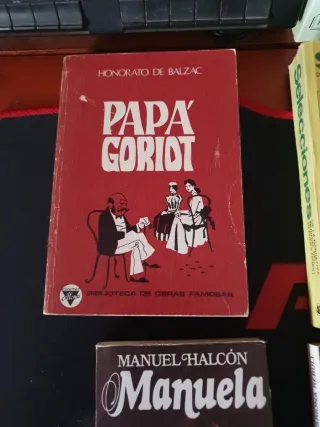 HONORATO DE BALZAC
PAPÁ
GORIOT
BIBLIOTECA DE OBRAS FAMOSAS
Selecciones
MANUEL HALCÓN
Manuela